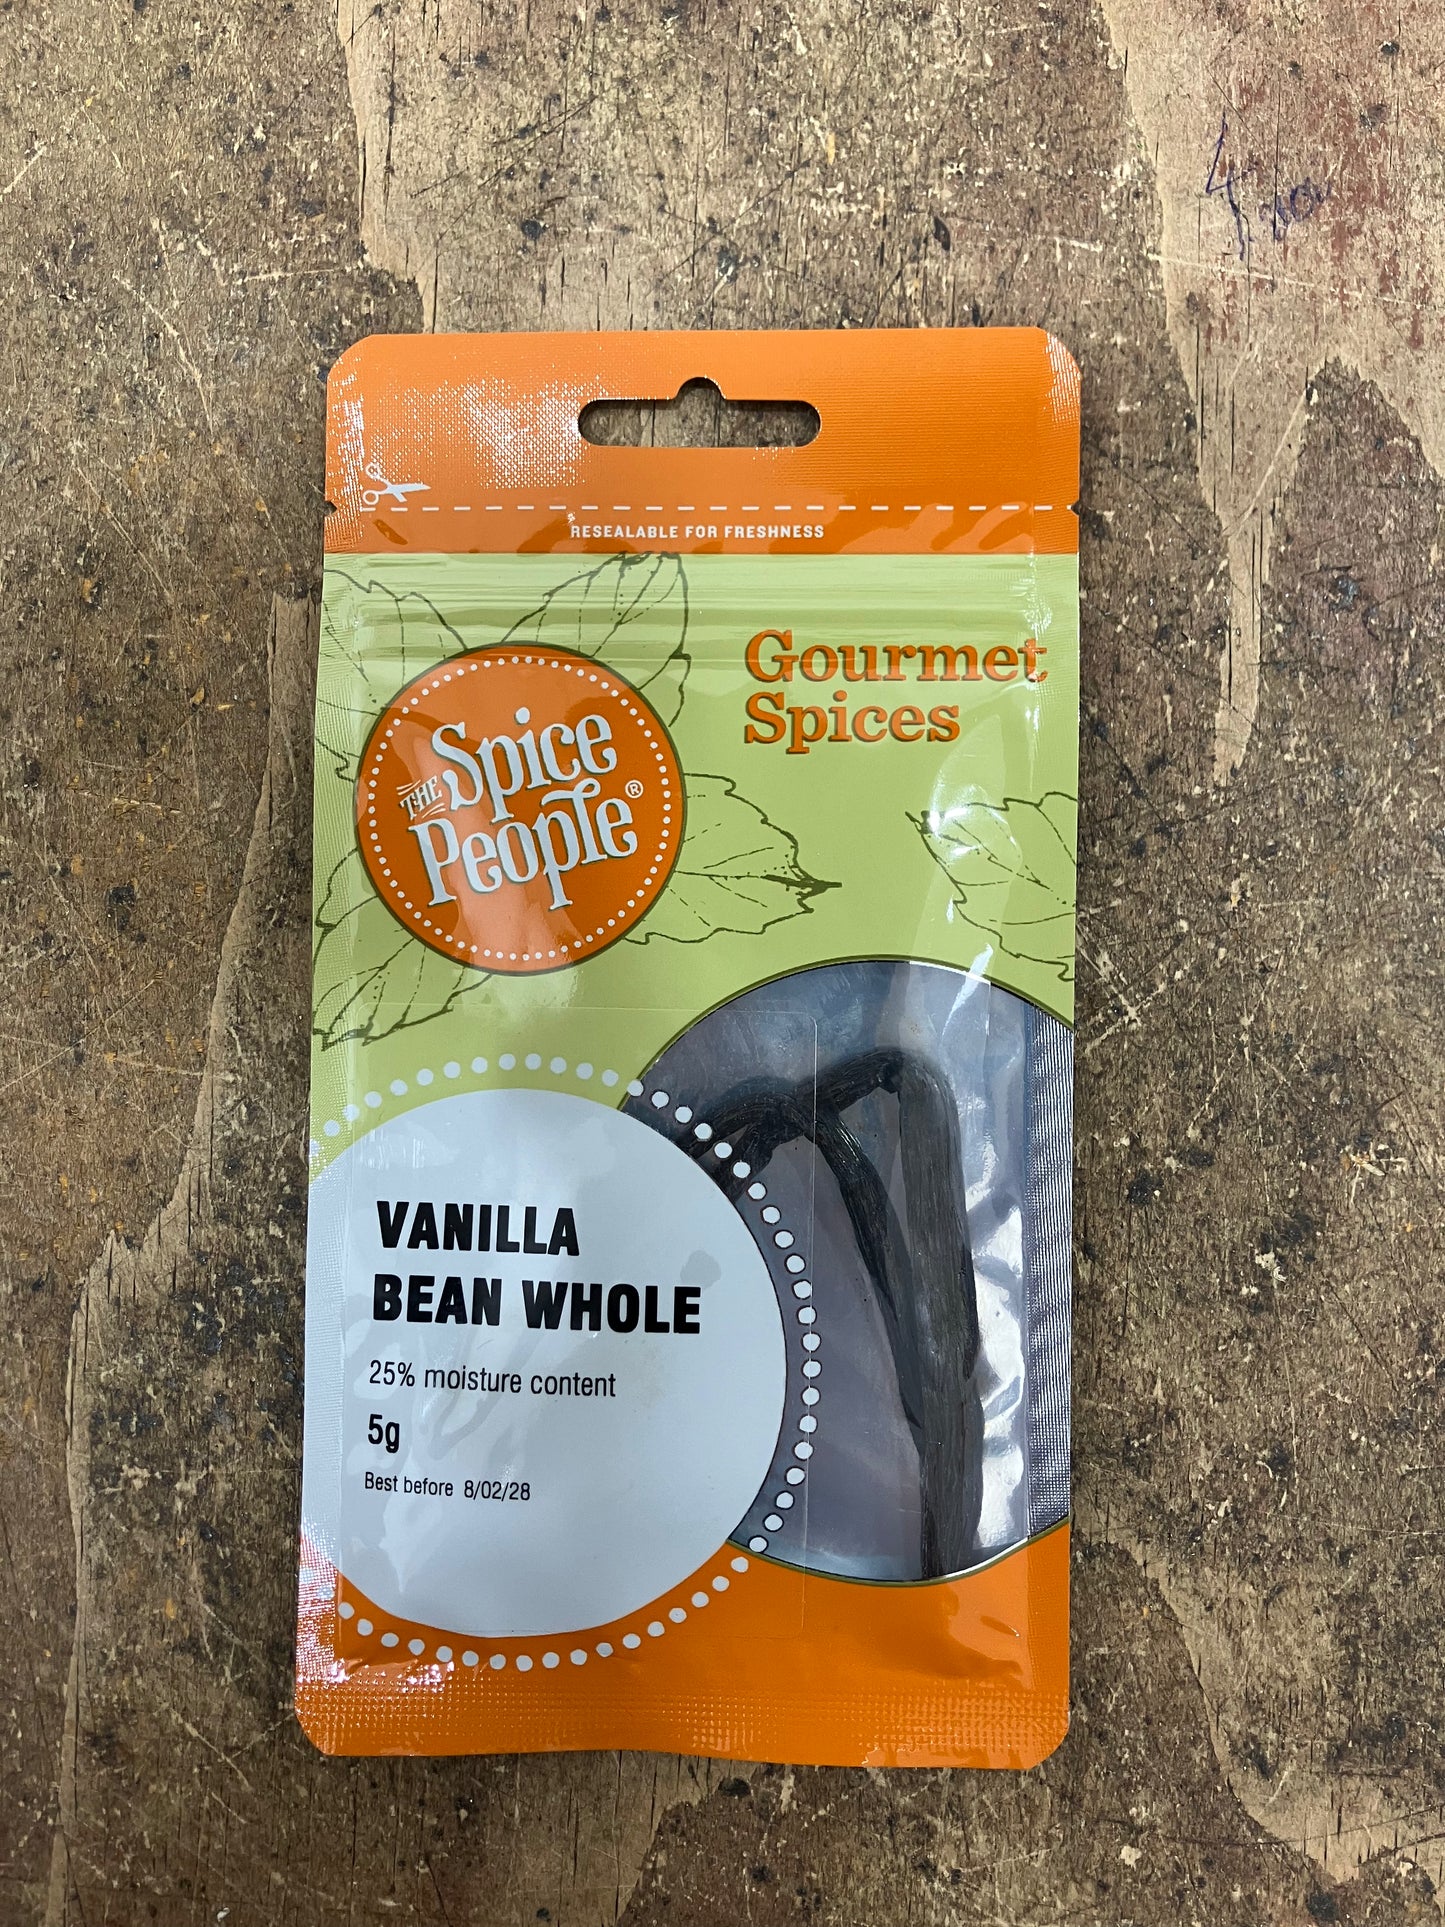 RESEALABLE FOR FRESHNESS
Gourmet
Spices
THE Spice
People®
VANILLA
BEAN WHOLE
25% moisture content
5g
Best before 8/02/28